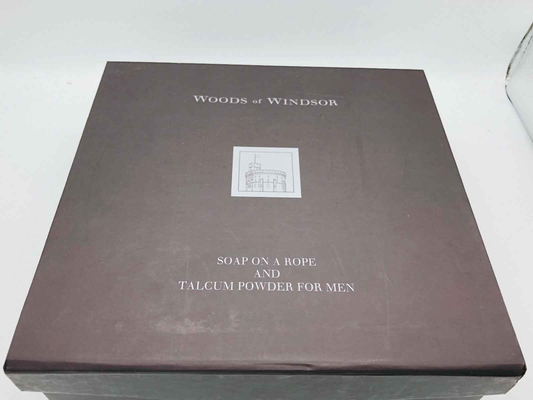 WOODS of WINDSOR
SOAP ON A ROPE
AND
TALCUM POWDER FOR MEN